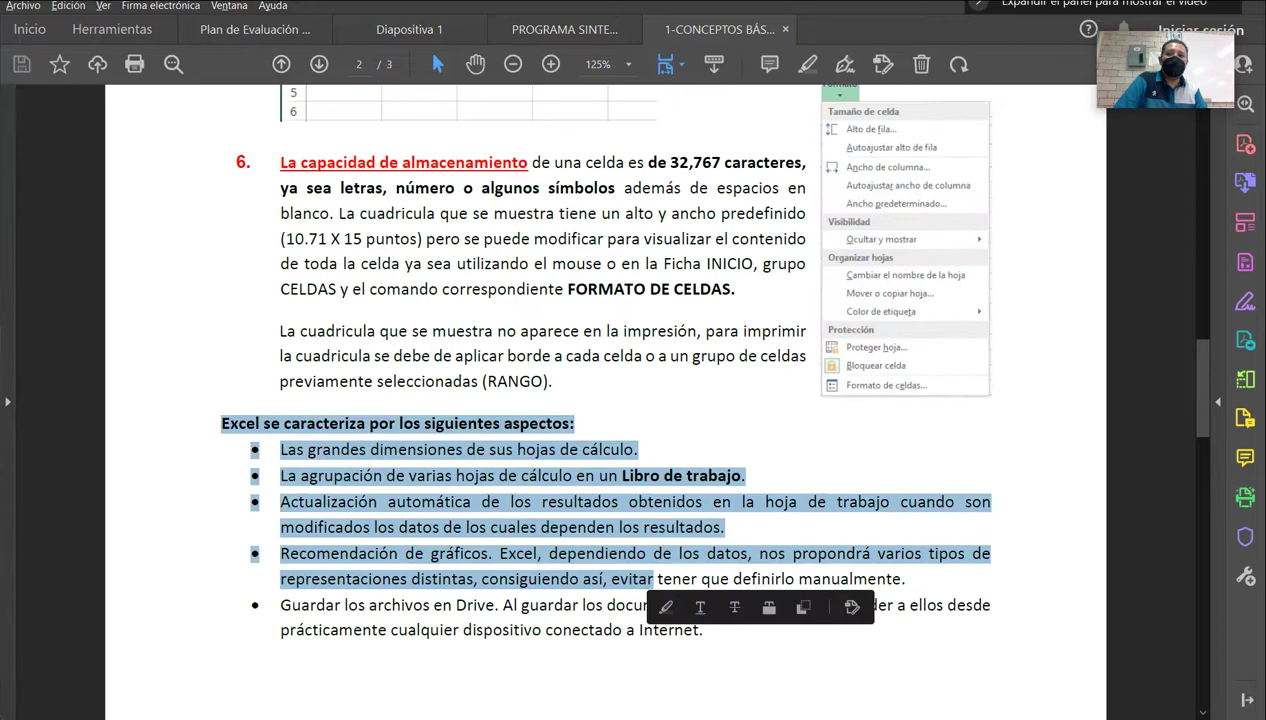 Archivo Edición Ver Firma electrónica Ventana Ayuda
Expandir el panel para mostrar el video
Inicio Herramientas Plan de Evaluación ... Diapositiva 1 PROGRAMA SINTE... 1-CONCEPTOS BÁS... × Iniciar sesión
2 / 3 125%
5
6
Formato
Tamaño de celda
Alto de fila...
Autoajustar alto de fila
Ancho de columna...
Autoajustar ancho de columna
Ancho predeterminado...
Visibilidad
Ocultar y mostrar
Organizar hojas
Cambiar el nombre de la hoja
Mover o copiar hoja...
Color de etiqueta
Protección
Proteger hoja...
Bloquear celda
Formato de celdas...
6. La capacidad de almacenamiento de una celda es de 32,767 caracteres,
ya sea letras, número o algunos símbolos además de espacios en
blanco. La cuadricula que se muestra tiene un alto y ancho predefinido
(10.71 X 15 puntos) pero se puede modificar para visualizar el contenido
de toda la celda ya sea utilizando el mouse o en la Ficha INICIO, grupo
CELDAS y el comando correspondiente FORMATO DE CELDAS.
La cuadricula que se muestra no aparece en la impresión, para imprimir
la cuadricula se debe de aplicar borde a cada celda o a un grupo de celdas
previamente seleccionadas (RANGO).
Excel se caracteriza por los siguientes aspectos:
• Las grandes dimensiones de sus hojas de cálculo.
• La agrupación de varias hojas de cálculo en un Libro de trabajo.
• Actualización automática de los resultados obtenidos en la hoja de trabajo cuando son
modificados los datos de los cuales dependen los resultados.
• Recomendación de gráficos. Excel, dependiendo de los datos, nos propondrá varios tipos de
representaciones distintas, consiguiendo así, evitar tener que definirlo manualmente.
• Guardar los archivos en Drive. Al guardar los a ellos desde
prácticamente cualquier dispositivo conectado a Internet.